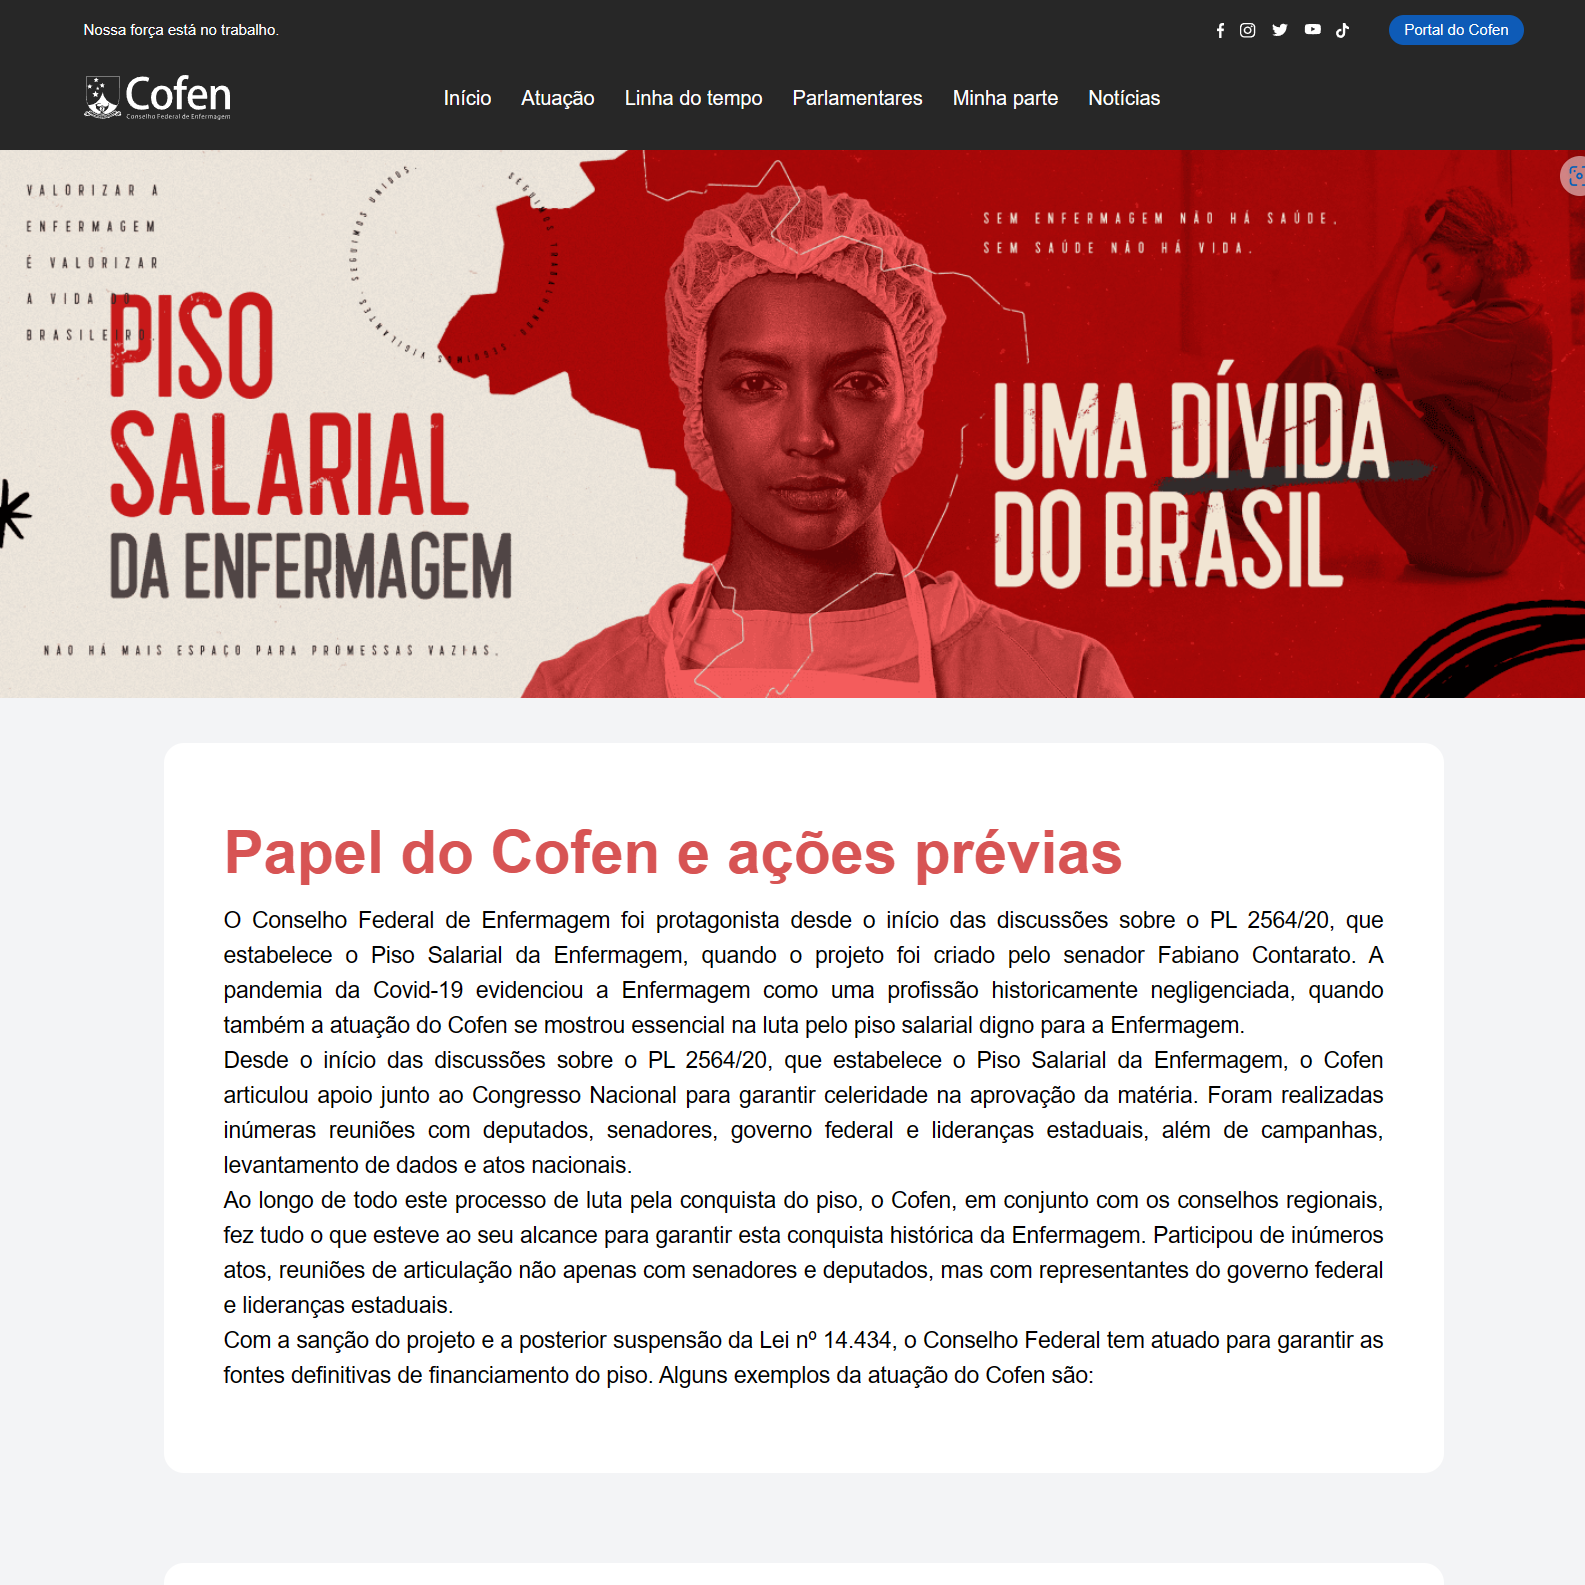 Nossa força está no trabalho.
Portal do Cofen
Cofen
Conselho Federal de Enfermagem
Início
Atuação
Linha do tempo
Parlamentares
Minha parte
Notícias
VALORIZAR A
ENFERMAGEM
É VALORIZAR
A VIDA DO
BRASILEIRO.
SEGUIMOS UNIDOS.
SEGUIMOS TRABALHANDO.
SEGUIMOS VIGILANTES.
PISO
SALARIAL
DA ENFERMAGEM
NÃO HÁ MAIS ESPAÇO PARA PROMESSAS VAZIAS.
SEM ENFERMAGEM NÃO HÁ SAÚDE.
SEM SAÚDE NÃO HÁ VIDA.
UMA DÍVIDA
DO BRASIL
Papel do Cofen e ações prévias
O Conselho Federal de Enfermagem foi protagonista desde o início das discussões sobre o PL 2564/20, que
estabelece o Piso Salarial da Enfermagem, quando o projeto foi criado pelo senador Fabiano Contarato. A
pandemia da Covid-19 evidenciou a Enfermagem como uma profissão historicamente negligenciada, quando
também a atuação do Cofen se mostrou essencial na luta pelo piso salarial digno para a Enfermagem.
Desde o início das discussões sobre o PL 2564/20, que estabelece o Piso Salarial da Enfermagem, o Cofen
articulou apoio junto ao Congresso Nacional para garantir celeridade na aprovação da matéria. Foram realizadas
inúmeras reuniões com deputados, senadores, governo federal e lideranças estaduais, além de campanhas,
levantamento de dados e atos nacionais.
Ao longo de todo este processo de luta pela conquista do piso, o Cofen, em conjunto com os conselhos regionais,
fez tudo o que esteve ao seu alcance para garantir esta conquista histórica da Enfermagem. Participou de inúmeros
atos, reuniões de articulação não apenas com senadores e deputados, mas com representantes do governo federal
e lideranças estaduais.
Com a sanção do projeto e a posterior suspensão da Lei nº 14.434, o Conselho Federal tem atuado para garantir as
fontes definitivas de financiamento do piso. Alguns exemplos da atuação do Cofen são: